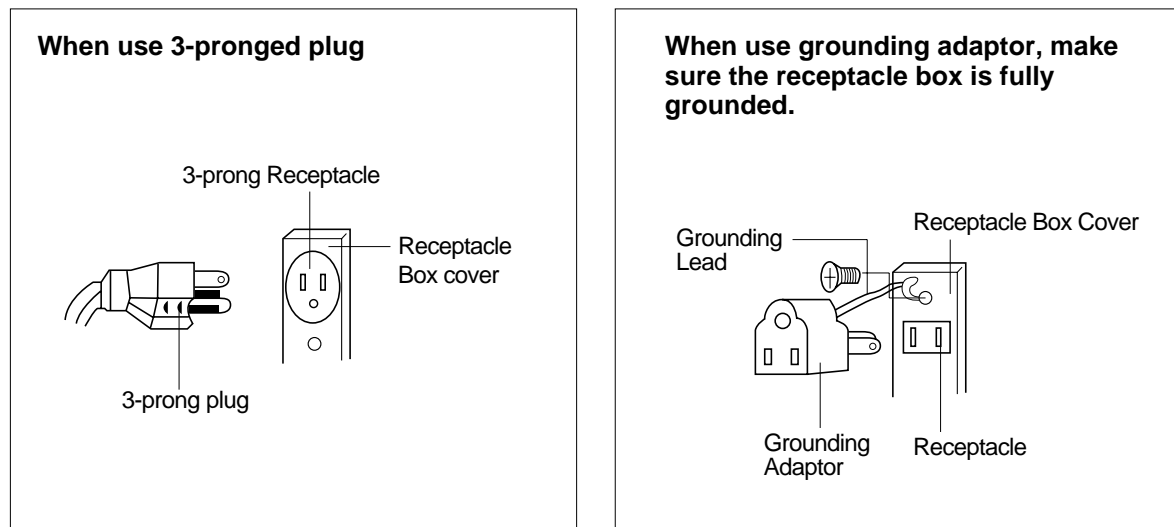 When use 3-pronged plug
3-prong Receptacle
Receptacle
Box cover
3-prong plug
When use grounding adaptor, make
sure the receptacle box is fully
grounded.
Grounding
Lead
Receptacle Box Cover
Grounding
Adaptor
Receptacle